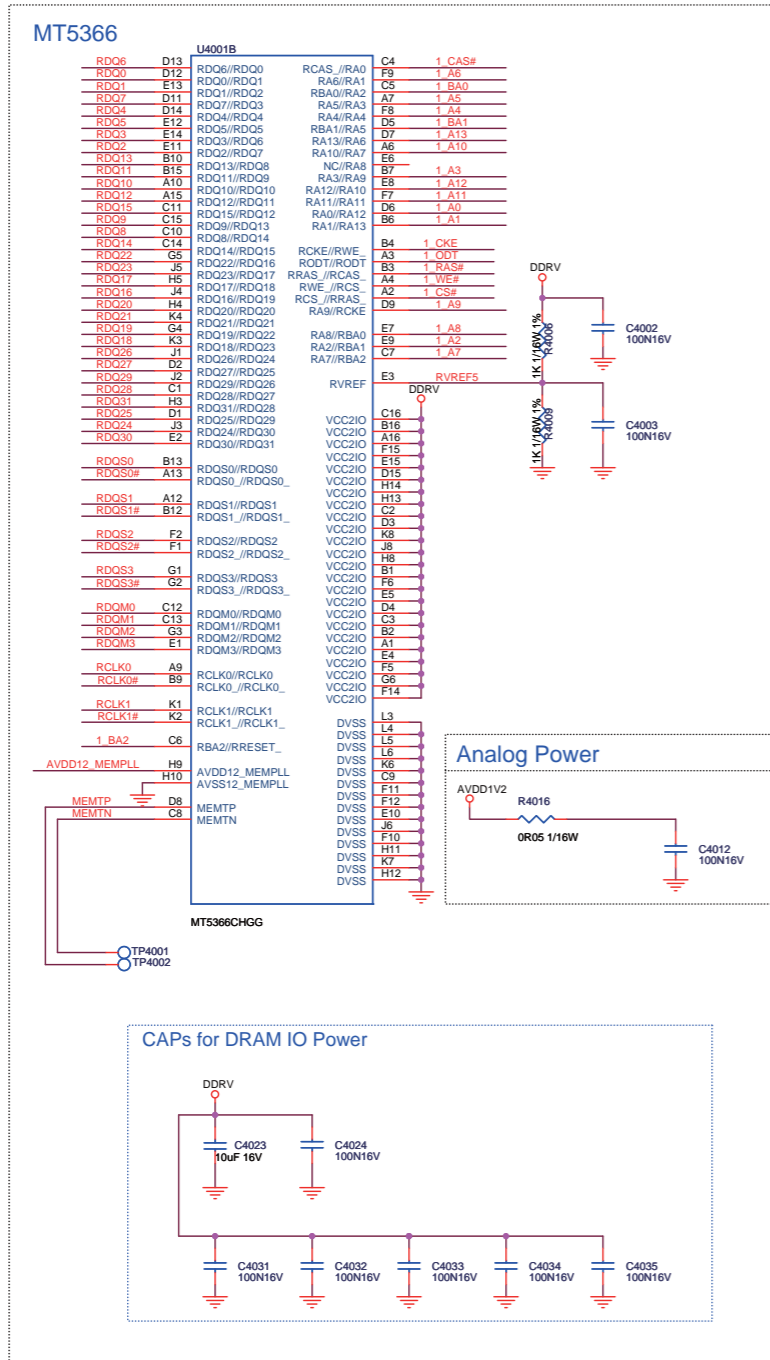 MT5366
U4001B
RDQ6 D13 RDQ6//RDQ0 RCAS_//RA0 C4 1_CAS#
RDQ0 D12 RDQ0//RDQ1 RA6//RA1 F9 1_A6
RDQ1 E13 RDQ1//RDQ2 RBA0//RA2 C5 1_BA0
RDQ7 D11 RDQ7//RDQ3 RA5//RA3 A7 1_A5
RDQ4 D14 RDQ4//RDQ4 RA4//RA4 F8 1_A4
RDQ5 E12 RDQ5//RDQ5 RBA1//RA5 D5 1_BA1
RDQ3 E14 RDQ3//RDQ6 RA13//RA6 D7 1_A13
RDQ2 E11 RDQ2//RDQ7 RA10//RA7 A6 1_A10
RDQ13 B10 RDQ13//RDQ8 NC//RA8 E6
RDQ11 B15 RDQ11//RDQ9 RA3//RA9 B7 1_A3
RDQ10 A10 RDQ10//RDQ10 RA12//RA10 E8 1_A12
RDQ12 A15 RDQ12//RDQ11 RA11//RA11 F7 1_A11
RDQ15 C11 RDQ15//RDQ12 RA0//RA12 D6 1_A0
RDQ9 C15 RDQ9//RDQ13 RA1//RA13 B6 1_A1
RDQ8 C10 RDQ8//RDQ14
RDQ14 C14 RDQ14//RDQ15 RCKE//RWE_ B4 1_CKE
RDQ22 G5 RDQ22//RDQ16 RODT//RODT A3 1_ODT
RDQ23 J5 RDQ23//RDQ17 RRAS_//RCAS_ B3 1_RAS#
RDQ17 H5 RDQ17//RDQ18 RWE_//RCS_ A4 1_WE#
RDQ16 J4 RDQ16//RDQ19 RCS_//RRAS_ A2 1_CS#
RDQ20 H4 RDQ20//RDQ20 RA9//RCKE D9 1_A9
RDQ21 K4 RDQ21//RDQ21
RDQ19 G4 RDQ19//RDQ22 RA8//RBA0 E7 1_A8
RDQ18 K3 RDQ18//RDQ23 RA2//RBA1 E9 1_A2
RDQ26 J1 RDQ26//RDQ24 RA7//RBA2 C7 1_A7
RDQ27 D2 RDQ27//RDQ25
RDQ29 J2 RDQ29//RDQ26 RVREF E3 RVREF5
RDQ28 C1 RDQ28//RDQ27 DDRV
RDQ31 H3 RDQ31//RDQ28
RDQ25 D1 RDQ25//RDQ29 VCC2IO C16
RDQ24 J3 RDQ24//RDQ30 VCC2IO B16
RDQ30 E2 RDQ30//RDQ31 VCC2IO A16
VCC2IO F15
RDQS0 B13 RDQS0//RDQS0 VCC2IO E15
RDQS0# A13 RDQS0_//RDQS0_ VCC2IO D15
VCC2IO H14
RDQS1 A12 RDQS1//RDQS1 VCC2IO H13
RDQS1# B12 RDQS1_//RDQS1_ VCC2IO C2
VCC2IO D3
RDQS2 F2 RDQS2//RDQS2 VCC2IO K8
RDQS2# F1 RDQS2_//RDQS2_ VCC2IO J8
VCC2IO H8
RDQS3 G1 RDQS3//RDQS3 VCC2IO B1
RDQS3# G2 RDQS3_//RDQS3_ VCC2IO F6
VCC2IO E5
RDQM0 C12 RDQM0//RDQM0 VCC2IO D4
RDQM1 C13 RDQM1//RDQM1 VCC2IO C3
RDQM2 G3 RDQM2//RDQM2 VCC2IO B2
RDQM3 E1 RDQM3//RDQM3 VCC2IO A1
VCC2IO E4
RCLK0 A9 RCLK0//RCLK0 VCC2IO F5
RCLK0# B9 RCLK0_//RCLK0_ VCC2IO G6
VCC2IO F14
RCLK1 K1 RCLK1//RCLK1
RCLK1# K2 RCLK1_//RCLK1_ DVSS L3
DVSS L4
1_BA2 C6 RBA2//RRESET_ DVSS L5
DVSS L6
AVDD12_MEMPLL H9 AVDD12_MEMPLL DVSS K6
H10 AVSS12_MEMPLL DVSS C9
DVSS F11
MEMTP D8 MEMTP DVSS F12
MEMTN C8 MEMTN DVSS E10
DVSS J6
DVSS F10
DVSS H11
DVSS K7
DVSS H12
MT5366CHGG
TP4001
TP4002
DDRV
R4006
1K 1/16W 1%
C4002
100N16V
R4009
1K 1/16W 1%
C4003
100N16V
Analog Power
AVDD1V2
R4016
0R05 1/16W
C4012
100N16V
CAPs for DRAM IO Power
DDRV
C4023 C4024
10uF 16V 100N16V
C4031 C4032 C4033 C4034 C4035
100N16V 100N16V 100N16V 100N16V 100N16V